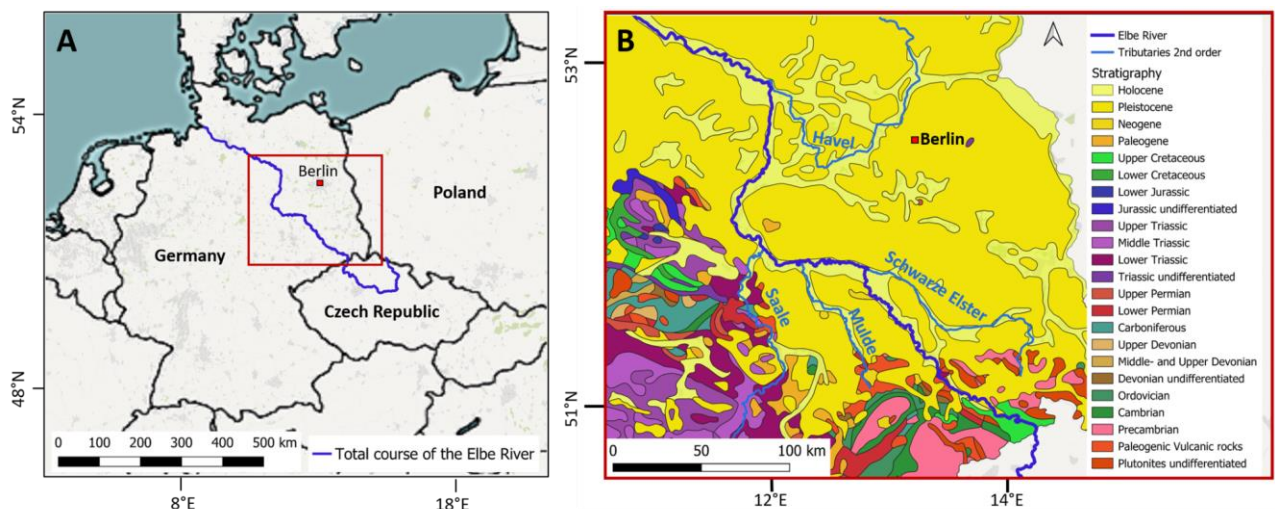 A
54°N
48°N
8°E
18°E
Berlin
Poland
Germany
Czech Republic
0 100 200 300 400 500 km
Total course of the Elbe River
B
53°N
51°N
12°E
14°E
Havel
Berlin
Schwarze Elster
Saale
Mulde
0 50 100 km
Elbe River
Tributaries 2nd order
Stratigraphy
Holocene
Pleistocene
Neogene
Paleogene
Upper Cretaceous
Lower Cretaceous
Lower Jurassic
Jurassic undifferentiated
Upper Triassic
Middle Triassic
Lower Triassic
Triassic undifferentiated
Upper Permian
Lower Permian
Carboniferous
Upper Devonian
Middle- and Upper Devonian
Devonian undifferentiated
Ordovician
Cambrian
Precambrian
Paleogenic Vulcanic rocks
Plutonites undifferentiated